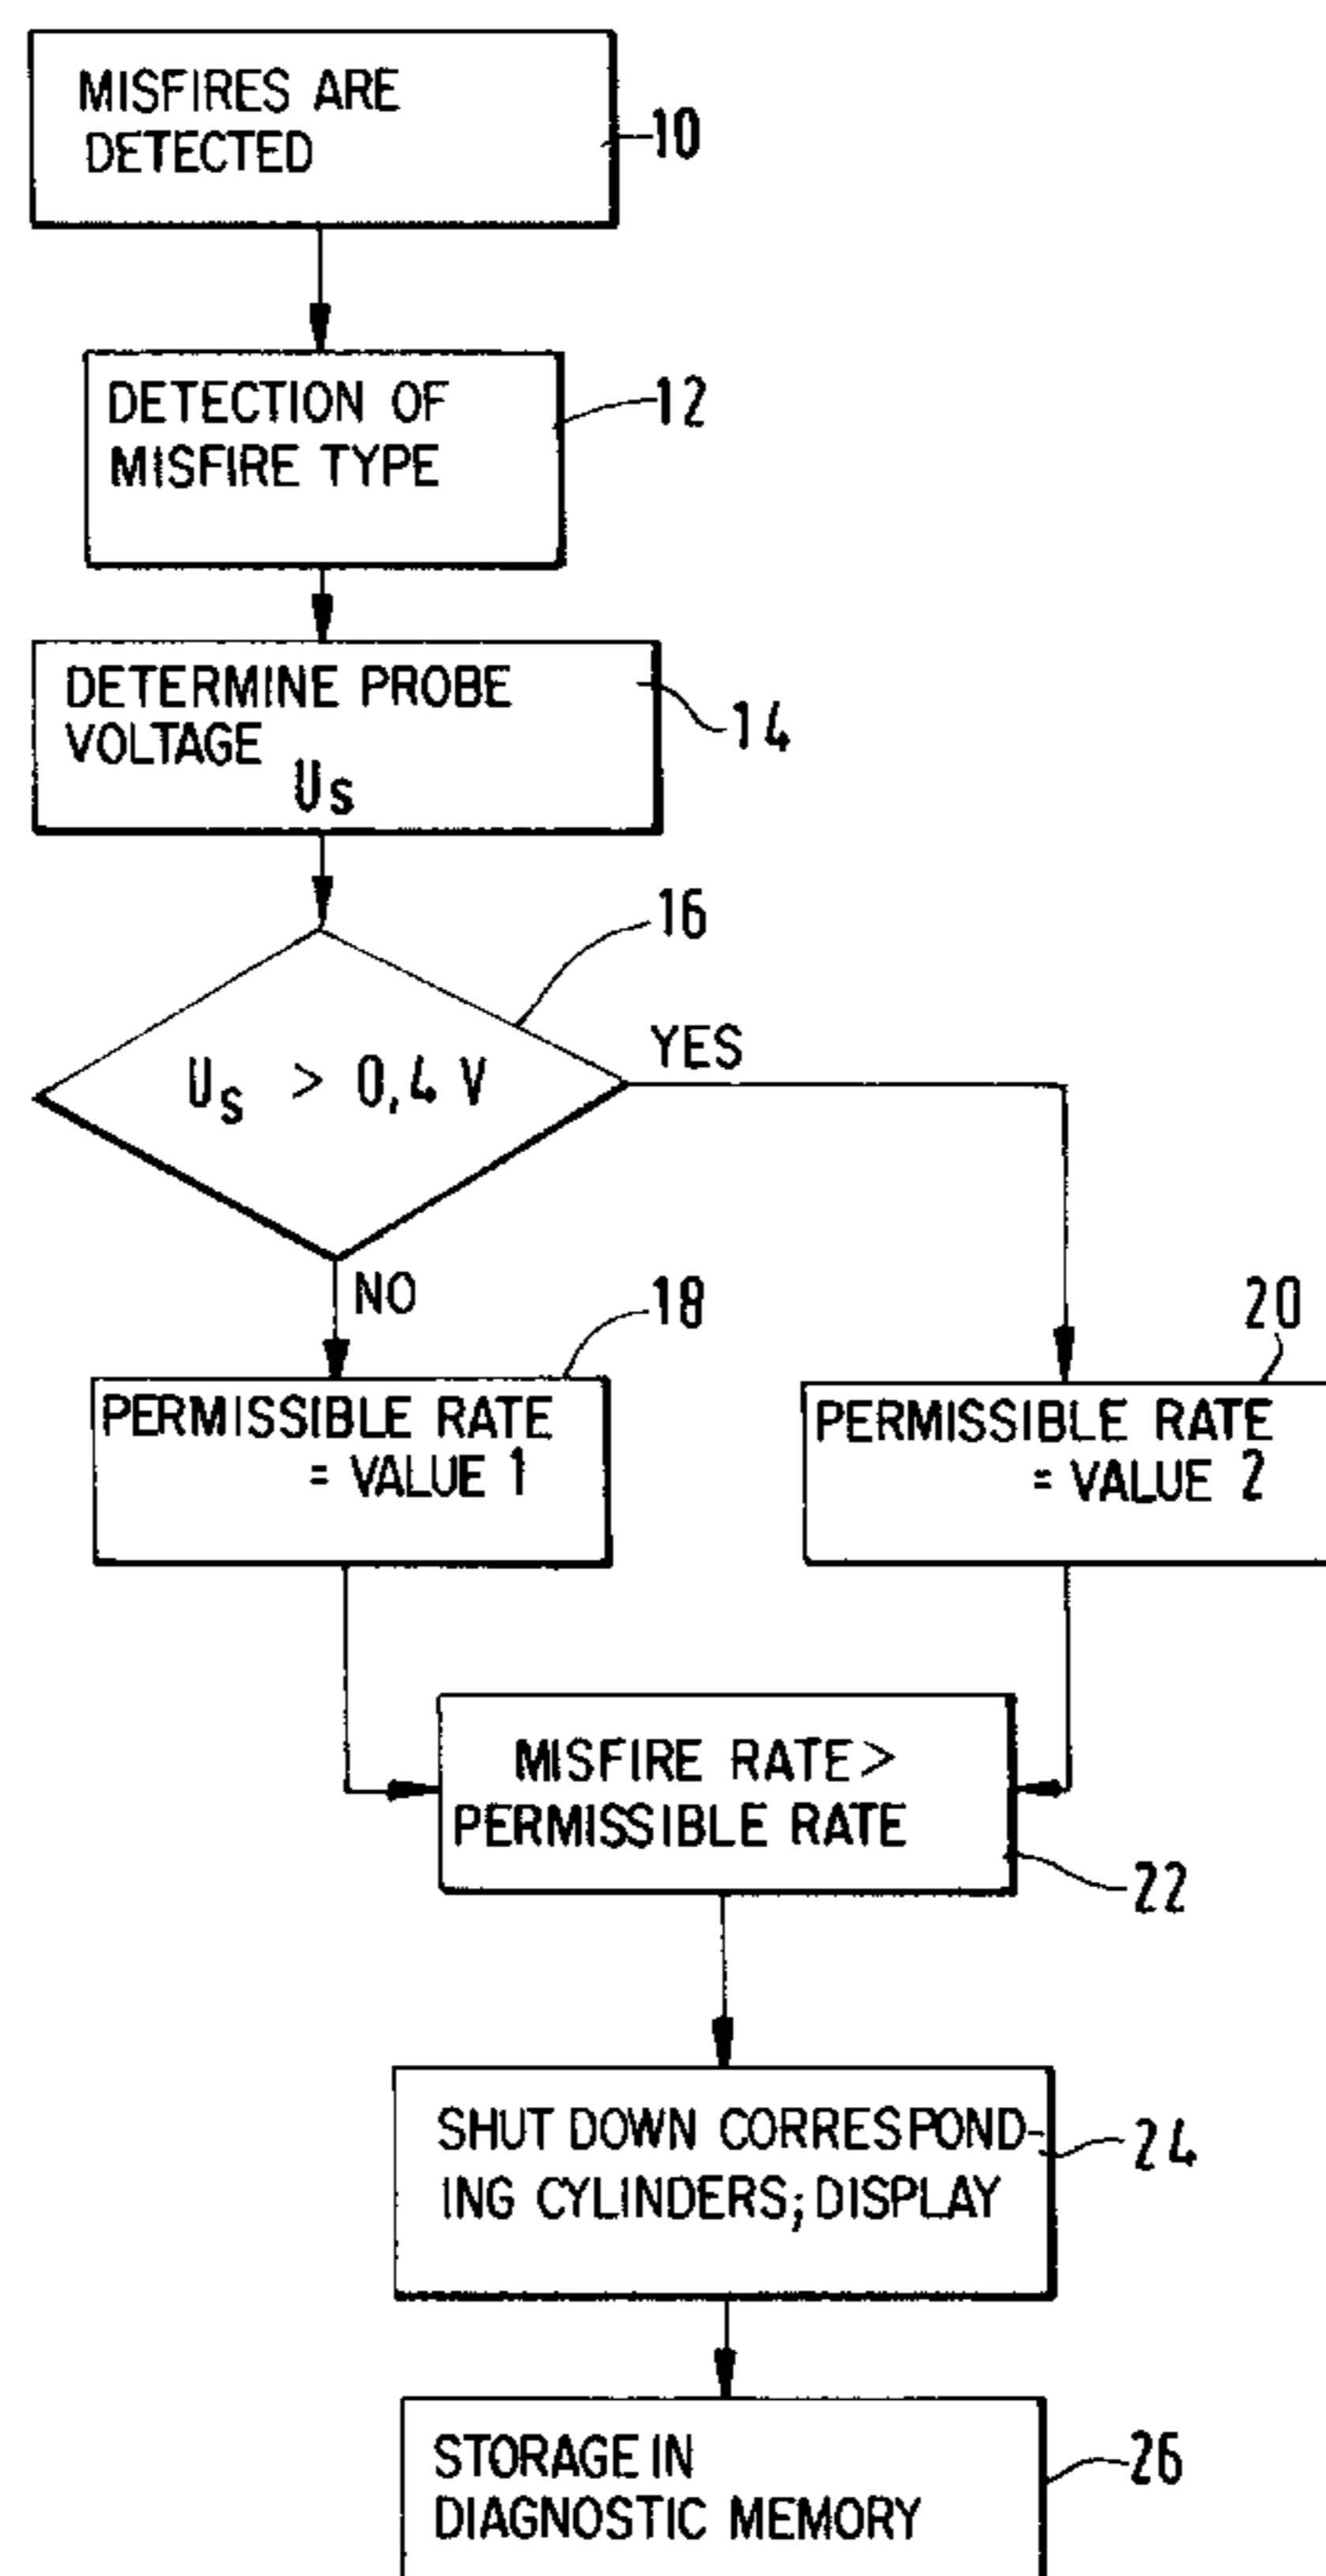 MISFIRES ARE
DETECTED
10
DETECTION OF
MISFIRE TYPE
12
DETERMINE PROBE
VOLTAGE
Us
14
16
Us > 0,4 V
YES
NO
18
20
PERMISSIBLE RATE
= VALUE 1
PERMISSIBLE RATE
= VALUE 2
MISFIRE RATE >
PERMISSIBLE RATE
22
SHUT DOWN CORRESPOND-
ING CYLINDERS; DISPLAY
24
STORAGE IN
DIAGNOSTIC MEMORY
26